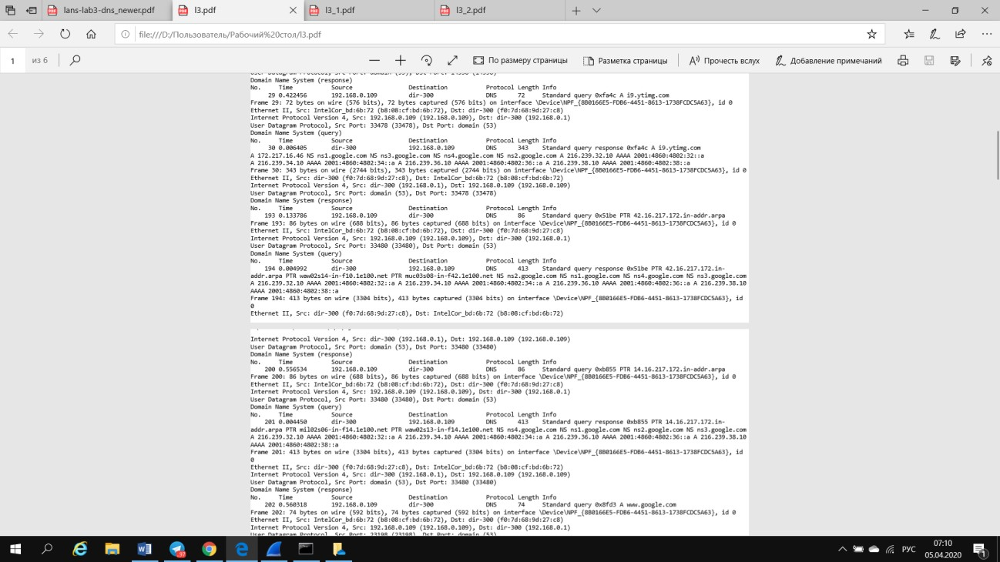 lans-lab3-dns_newer.pdf
l3.pdf
l3_1.pdf
l3_2.pdf
file:///D:/Пользователь/Рабочий%20стол/l3.pdf
1 из 6
По размеру страницы
Разметка страницы
Прочесть вслух
Добавление примечаний
Domain Name System (response)
No. Time Source Destination Protocol Length Info
29 0.422456 192.168.0.109 dir-300 DNS 72 Standard query 0xfa4c A i9.ytimg.com
Frame 29: 72 bytes on wire (576 bits), 72 bytes captured (576 bits) on interface \Device\NPF_{8B0166E5-FDB6-4451-8613-1738FCDC5A63}, id 0
Ethernet II, Src: IntelCor_bd:6b:72 (b8:08:cf:bd:6b:72), Dst: dir-300 (f0:7d:68:9d:27:c8)
Internet Protocol Version 4, Src: 192.168.0.109 (192.168.0.109), Dst: dir-300 (192.168.0.1)
User Datagram Protocol, Src Port: 33478 (33478), Dst Port: domain (53)
Domain Name System (query)
No. Time Source Destination Protocol Length Info
30 0.006405 dir-300 192.168.0.109 DNS 343 Standard query response 0xfa4c A i9.ytimg.com
A 172.217.16.46 NS ns1.google.com NS ns3.google.com NS ns4.google.com NS ns2.google.com A 216.239.32.10 AAAA 2001:4860:4802:32::a
A 216.239.34.10 AAAA 2001:4860:4802:34::a A 216.239.36.10 AAAA 2001:4860:4802:36::a A 216.239.38.10 AAAA 2001:4860:4802:38::a
Frame 30: 343 bytes on wire (2744 bits), 343 bytes captured (2744 bits) on interface \Device\NPF_{8B0166E5-FDB6-4451-8613-1738FCDC5A63}, id 0
Ethernet II, Src: dir-300 (f0:7d:68:9d:27:c8), Dst: IntelCor_bd:6b:72 (b8:08:cf:bd:6b:72)
Internet Protocol Version 4, Src: dir-300 (192.168.0.1), Dst: 192.168.0.109 (192.168.0.109)
User Datagram Protocol, Src Port: domain (53), Dst Port: 33478 (33478)
Domain Name System (response)
No. Time Source Destination Protocol Length Info
193 0.133786 192.168.0.109 dir-300 DNS 86 Standard query 0x51be PTR 42.16.217.172.in-addr.arpa
Frame 193: 86 bytes on wire (688 bits), 86 bytes captured (688 bits) on interface \Device\NPF_{8B0166E5-FDB6-4451-8613-1738FCDC5A63}, id 0
Ethernet II, Src: IntelCor_bd:6b:72 (b8:08:cf:bd:6b:72), Dst: dir-300 (f0:7d:68:9d:27:c8)
Internet Protocol Version 4, Src: 192.168.0.109 (192.168.0.109), Dst: dir-300 (192.168.0.1)
User Datagram Protocol, Src Port: 33480 (33480), Dst Port: domain (53)
Domain Name System (query)
No. Time Source Destination Protocol Length Info
194 0.004992 dir-300 192.168.0.109 DNS 413 Standard query response 0x51be PTR 42.16.217.172.in-
addr.arpa PTR waw02s14-in-f10.1e100.net PTR muc03s08-in-f42.1e100.net NS ns2.google.com NS ns1.google.com NS ns4.google.com NS ns3.google.com
A 216.239.32.10 AAAA 2001:4860:4802:32::a A 216.239.34.10 AAAA 2001:4860:4802:34::a A 216.239.36.10 AAAA 2001:4860:4802:36::a A 216.239.38.10
AAAA 2001:4860:4802:38::a
Frame 194: 413 bytes on wire (3304 bits), 413 bytes captured (3304 bits) on interface \Device\NPF_{8B0166E5-FDB6-4451-8613-1738FCDC5A63}, id
0
Ethernet II, Src: dir-300 (f0:7d:68:9d:27:c8), Dst: IntelCor_bd:6b:72 (b8:08:cf:bd:6b:72)
Internet Protocol Version 4, Src: dir-300 (192.168.0.1), Dst: 192.168.0.109 (192.168.0.109)
User Datagram Protocol, Src Port: domain (53), Dst Port: 33480 (33480)
Domain Name System (response)
No. Time Source Destination Protocol Length Info
200 0.556534 192.168.0.109 dir-300 DNS 86 Standard query 0xb855 PTR 14.16.217.172.in-addr.arpa
Frame 200: 86 bytes on wire (688 bits), 86 bytes captured (688 bits) on interface \Device\NPF_{8B0166E5-FDB6-4451-8613-1738FCDC5A63}, id 0
Ethernet II, Src: IntelCor_bd:6b:72 (b8:08:cf:bd:6b:72), Dst: dir-300 (f0:7d:68:9d:27:c8)
Internet Protocol Version 4, Src: 192.168.0.109 (192.168.0.109), Dst: dir-300 (192.168.0.1)
User Datagram Protocol, Src Port: 33480 (33480), Dst Port: domain (53)
Domain Name System (query)
No. Time Source Destination Protocol Length Info
201 0.004450 dir-300 192.168.0.109 DNS 413 Standard query response 0xb855 PTR 14.16.217.172.in-
addr.arpa PTR mil02s06-in-f14.1e100.net PTR waw02s13-in-f14.1e100.net NS ns4.google.com NS ns1.google.com NS ns2.google.com NS ns3.google.com
A 216.239.32.10 AAAA 2001:4860:4802:32::a A 216.239.34.10 AAAA 2001:4860:4802:34::a A 216.239.36.10 AAAA 2001:4860:4802:36::a A 216.239.38.10
AAAA 2001:4860:4802:38::a
Frame 201: 413 bytes on wire (3304 bits), 413 bytes captured (3304 bits) on interface \Device\NPF_{8B0166E5-FDB6-4451-8613-1738FCDC5A63}, id
0
Ethernet II, Src: dir-300 (f0:7d:68:9d:27:c8), Dst: IntelCor_bd:6b:72 (b8:08:cf:bd:6b:72)
Internet Protocol Version 4, Src: dir-300 (192.168.0.1), Dst: 192.168.0.109 (192.168.0.109)
User Datagram Protocol, Src Port: domain (53), Dst Port: 33480 (33480)
Domain Name System (response)
No. Time Source Destination Protocol Length Info
202 0.560318 192.168.0.109 dir-300 DNS 74 Standard query 0x8fd3 A www.google.com
Frame 202: 74 bytes on wire (592 bits), 74 bytes captured (592 bits) on interface \Device\NPF_{8B0166E5-FDB6-4451-8613-1738FCDC5A63}, id 0
Ethernet II, Src: IntelCor_bd:6b:72 (b8:08:cf:bd:6b:72), Dst: dir-300 (f0:7d:68:9d:27:c8)
Internet Protocol Version 4, Src: 192.168.0.109 (192.168.0.109), Dst: dir-300 (192.168.0.1)
User Datagram Protocol, Src Port: 23198 (23198), Dst Port: domain (53)
97
РУС
07:10
05.04.2020
1